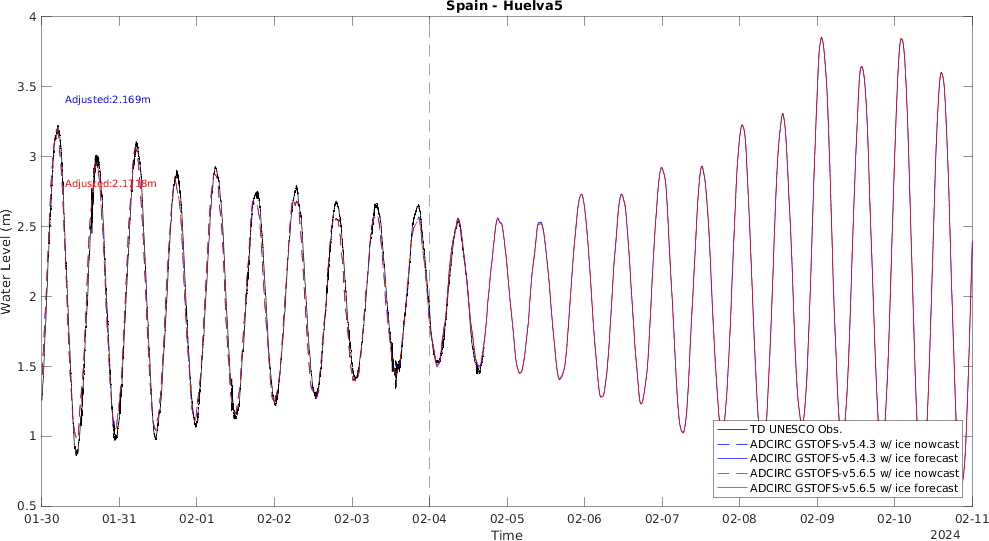 Spain - Huelva5
4
3.5
3
2.5
2
1.5
1
0.5
Water Level (m)
Adjusted:2.169m
Adjusted:2.1718m
TD UNESCO Obs.
ADCIRC GSTOFS-v5.4.3 w/ ice nowcast
ADCIRC GSTOFS-v5.4.3 w/ ice forecast
ADCIRC GSTOFS-v5.6.5 w/ ice nowcast
ADCIRC GSTOFS-v5.6.5 w/ ice forecast
01-30 01-31 02-01 02-02 02-03 02-04 02-05 02-06 02-07 02-08 02-09 02-10 02-11
Time
2024